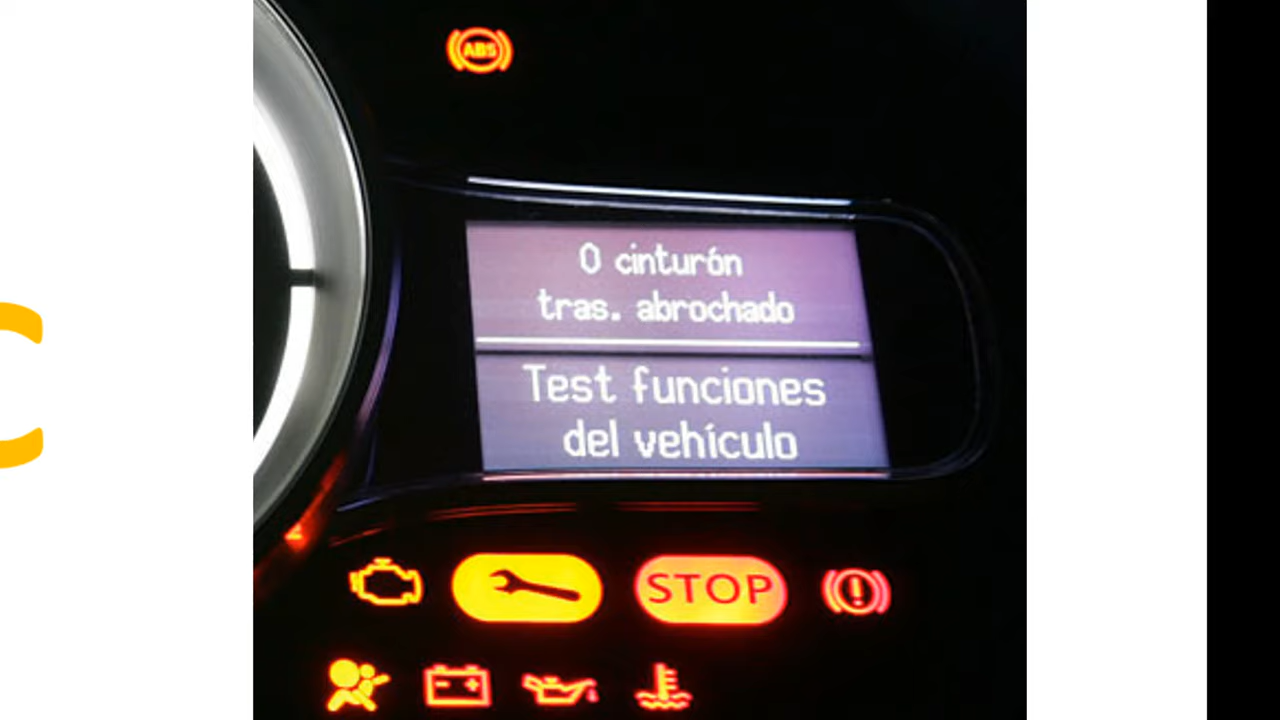 ABS
0 cinturón
tras. abrochado
Test funciones
del vehículo
STOP